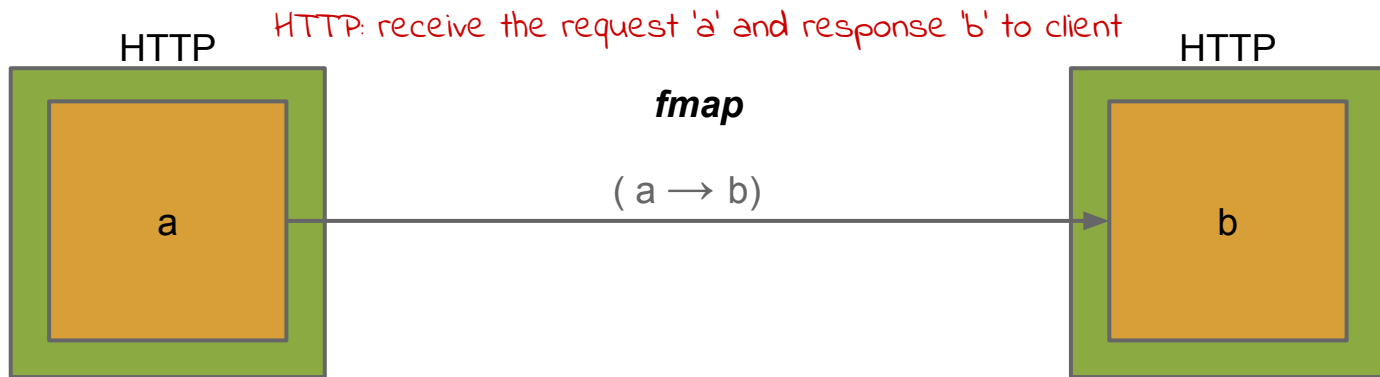 HTTP: receive the request 'a' and response 'b' to client
HTTP
HTTP
fmap
( a ⟶ b)
a
b